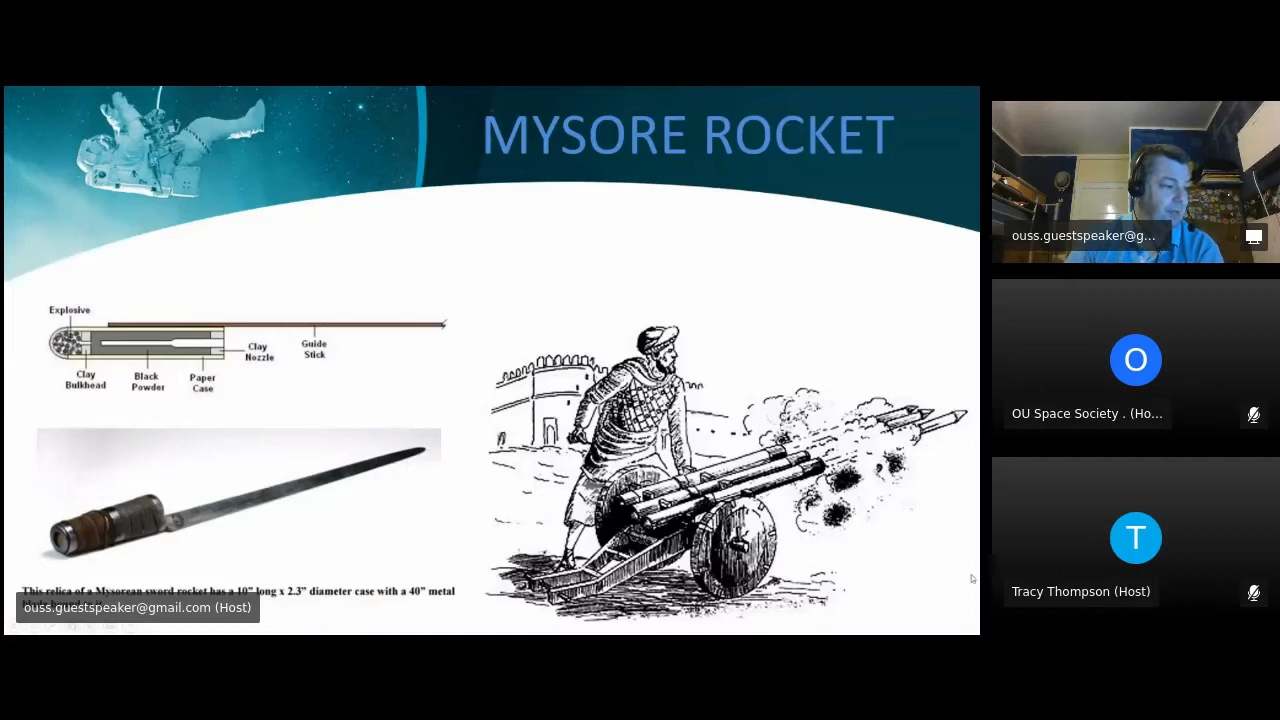 MYSORE ROCKET
Explosive
Clay
Bulkhead
Black
Powder
Paper
Case
Clay
Nozzle
Guide
Stick
This relica of a Mysorean sword rocket has a 10” long x 2.3” diameter case with a 40” metal
ouss.guestspeaker@gmail.com (Host)
ouss.guestspeaker@g...
O
OU Space Society . (Ho...
T
Tracy Thompson (Host)